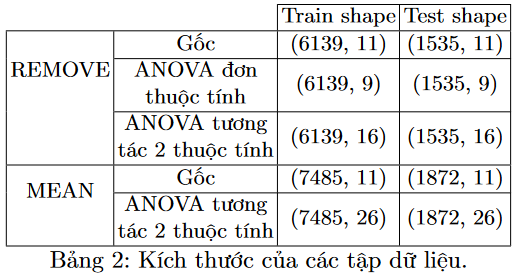 Train shape Test shape
REMOVE Gốc (6139, 11) (1535, 11)
ANOVA đơn
thuộc tính (6139, 9) (1535, 9)
ANOVA tương
tác 2 thuộc tính (6139, 16) (1535, 16)
MEAN Gốc (7485, 11) (1872, 11)
ANOVA tương
tác 2 thuộc tính (7485, 26) (1872, 26)
Bảng 2: Kích thước của các tập dữ liệu.